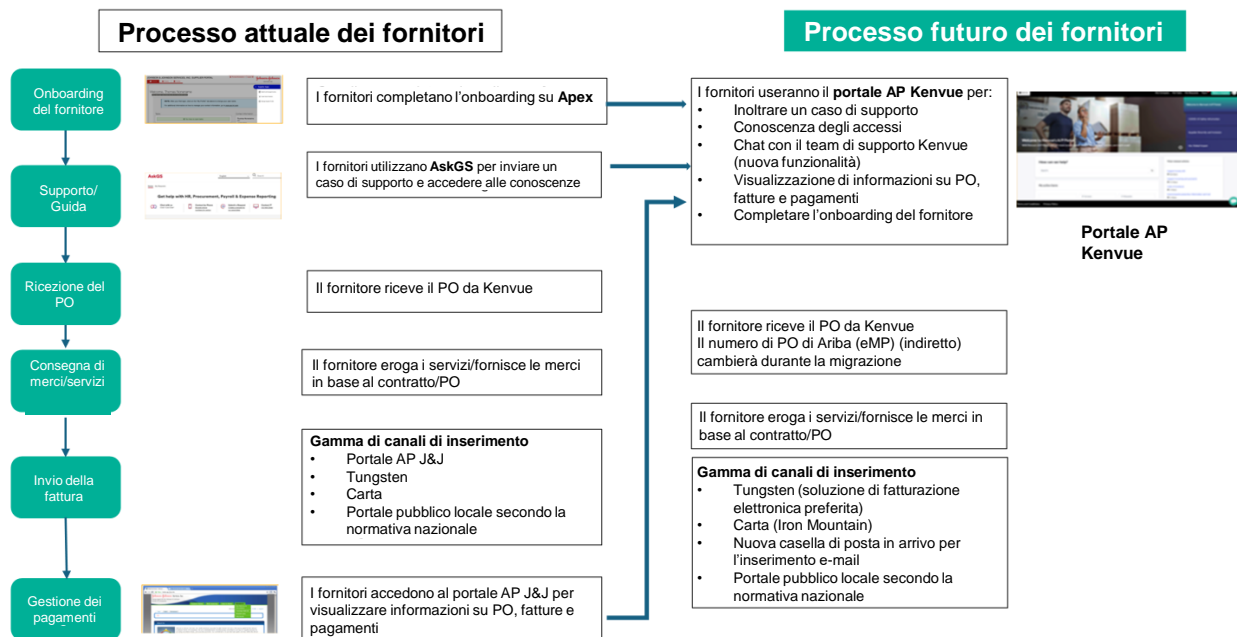 Processo attuale dei fornitori
Processo futuro dei fornitori
Onboarding
del fornitore
I fornitori completano l’onboarding su Apex
I fornitori useranno il portale AP Kenvue per:
• Inoltrare un caso di supporto
• Conoscenza degli accessi
• Chat con il team di supporto Kenvue
(nuova funzionalità)
• Visualizzazione di informazioni su PO,
fatture e pagamenti
• Completare l’onboarding del fornitore
Portale AP
Kenvue
Supporto/
Guida
AskGS
Get help with HR, Procurement, Payroll & Expense Reporting
I fornitori utilizzano AskGS per inviare un
caso di supporto e accedere alle conoscenze
Ricezione del
PO
Il fornitore riceve il PO da Kenvue
Il fornitore riceve il PO da Kenvue
Il numero di PO di Ariba (eMP) (indiretto)
cambierà durante la migrazione
Consegna di
merci/servizi
Il fornitore eroga i servizi/fornisce le merci
in base al contratto/PO
Il fornitore eroga i servizi/fornisce le merci in
base al contratto/PO
Invio della
fattura
Gamma di canali di inserimento
• Portale AP J&J
• Tungsten
• Carta
• Portale pubblico locale secondo la
normativa nazionale
Gamma di canali di inserimento
• Tungsten (soluzione di fatturazione
elettronica preferita)
• Carta (Iron Mountain)
• Nuova casella di posta in arrivo per
l’inserimento e-mail
• Portale pubblico locale secondo la
normativa nazionale
Gestione dei
pagamenti
I fornitori accedono al portale AP J&J per
visualizzare informazioni su PO, fatture e
pagamenti